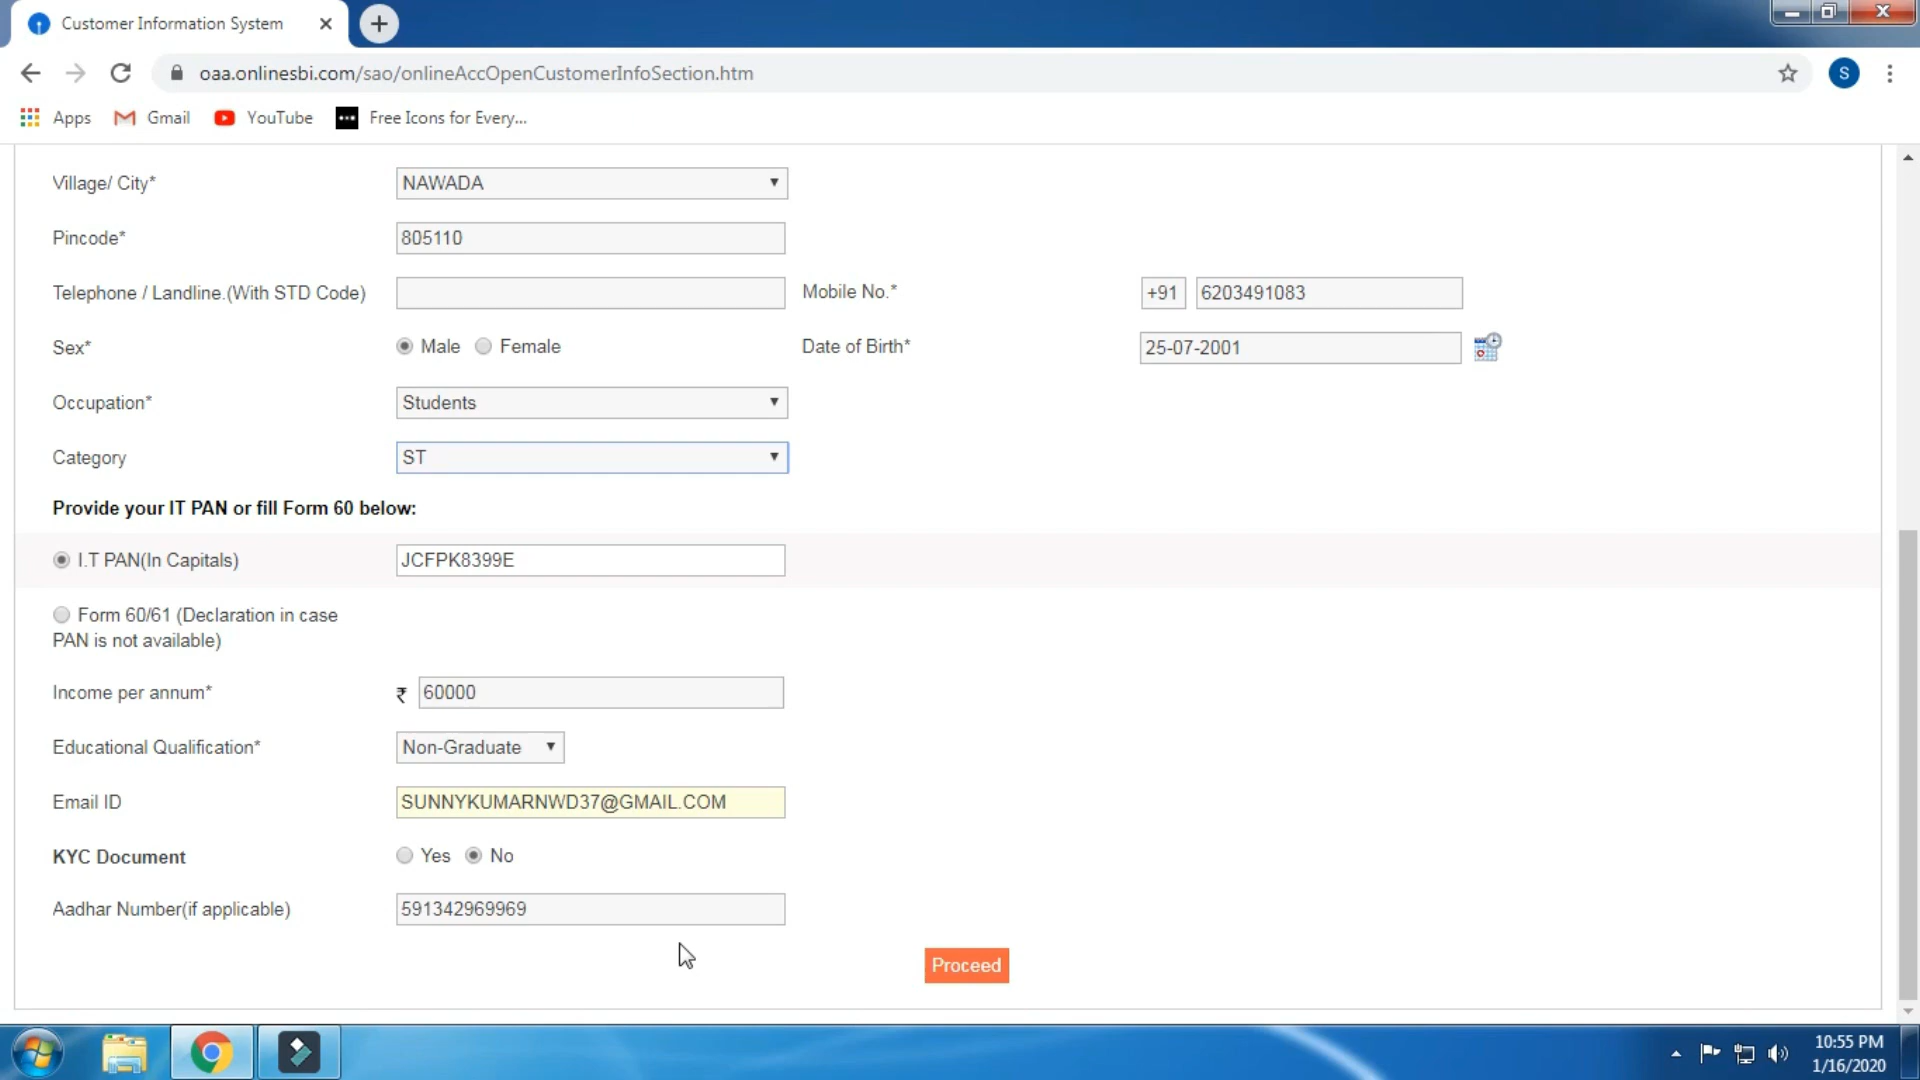 Customer Information System
oaa.onlinesbi.com/sao/onlineAccOpenCustomerInfoSection.htm
S
Apps Gmail YouTube Free Icons for Every...
Village/ City* NAWADA
Pincode* 805110
Telephone / Landline.(With STD Code) Mobile No.* +91 6203491083
Sex* Male Female Date of Birth* 25-07-2001
Occupation* Students
Category ST
Provide your IT PAN or fill Form 60 below:
I.T PAN(In Capitals) JCFPK8399E
Form 60/61 (Declaration in case
PAN is not available)
Income per annum* ₹ 60000
Educational Qualification* Non-Graduate
Email ID SUNNYKUMARNWD37@GMAIL.COM
KYC Document Yes No
Aadhar Number(if applicable) 591342969969
Proceed
10:55 PM
1/16/2020